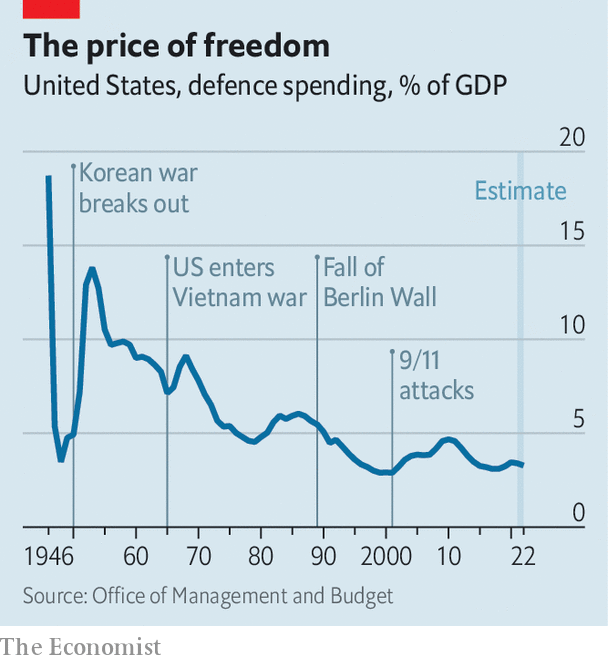 The price of freedom
United States, defence spending, % of GDP
20
Korean war
breaks out
Estimate
15
US enters
Vietnam war
Fall of
Berlin Wall
10
9/11
attacks
5
0
1946 60 70 80 90 2000 10 22
Source: Office of Management and Budget
The Economist